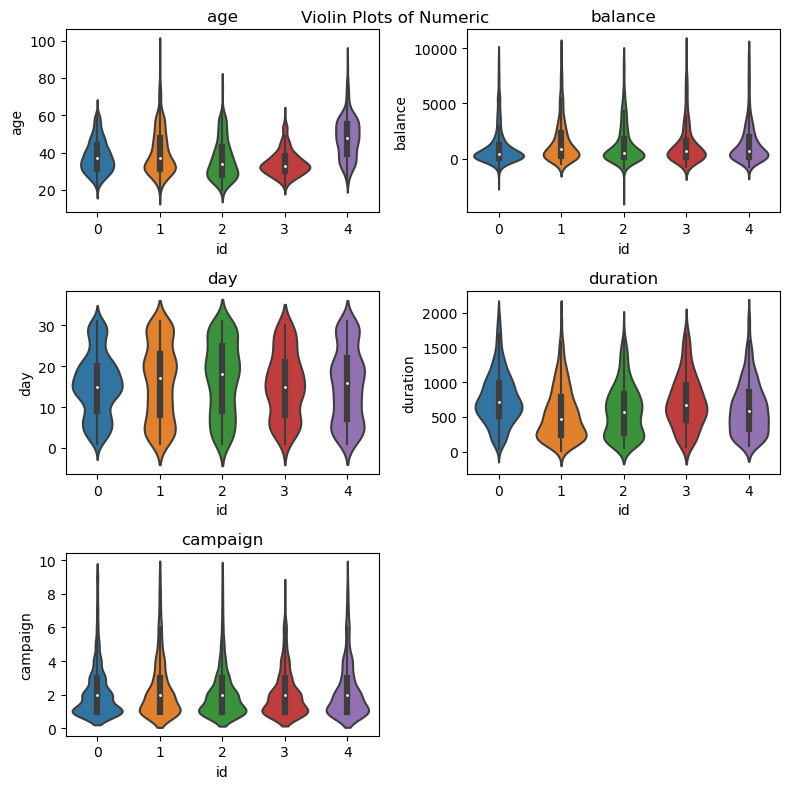 Violin Plots of Numeric
age
100
80
60
40
20
age
0 1 2 3 4
id
balance
10000
5000
0
balance
0 1 2 3 4
id
day
30
20
10
0
day
0 1 2 3 4
id
duration
2000
1500
1000
500
0
duration
0 1 2 3 4
id
campaign
10
8
6
4
2
0
campaign
0 1 2 3 4
id